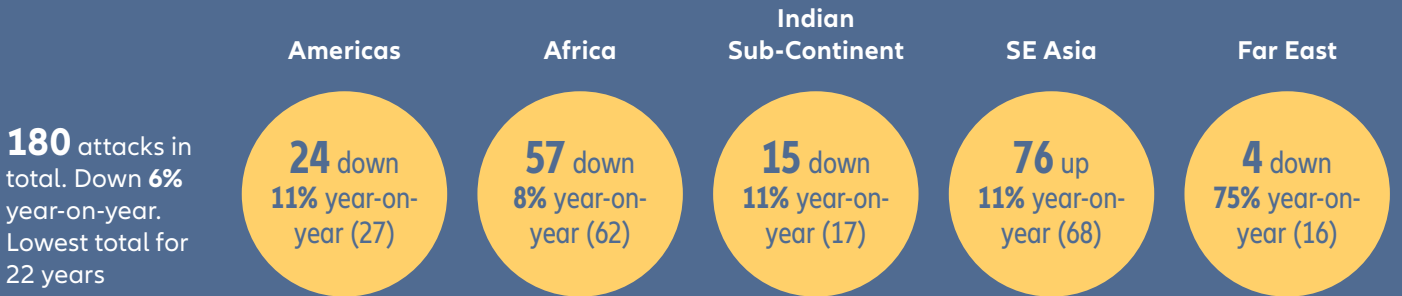 180 attacks in
total. Down 6%
year-on-year.
Lowest total for
22 years
Americas
24 down
11% year-on-
year (27)
Africa
57 down
8% year-on-
year (62)
Indian
Sub-Continent
15 down
11% year-on-
year (17)
SE Asia
76 up
11% year-on-
year (68)
Far East
4 down
75% year-on-
year (16)